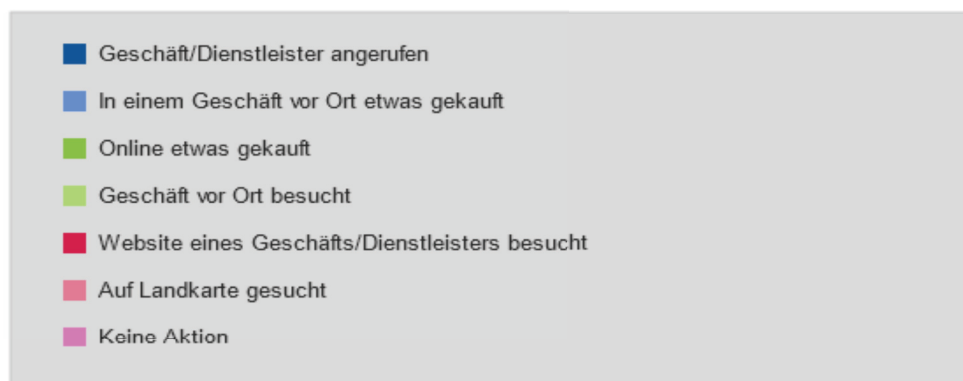 Geschäft/Dienstleister angerufen
In einem Geschäft vor Ort etwas gekauft
Online etwas gekauft
Geschäft vor Ort besucht
Website eines Geschäfts/Dienstleisters besucht
Auf Landkarte gesucht
Keine Aktion